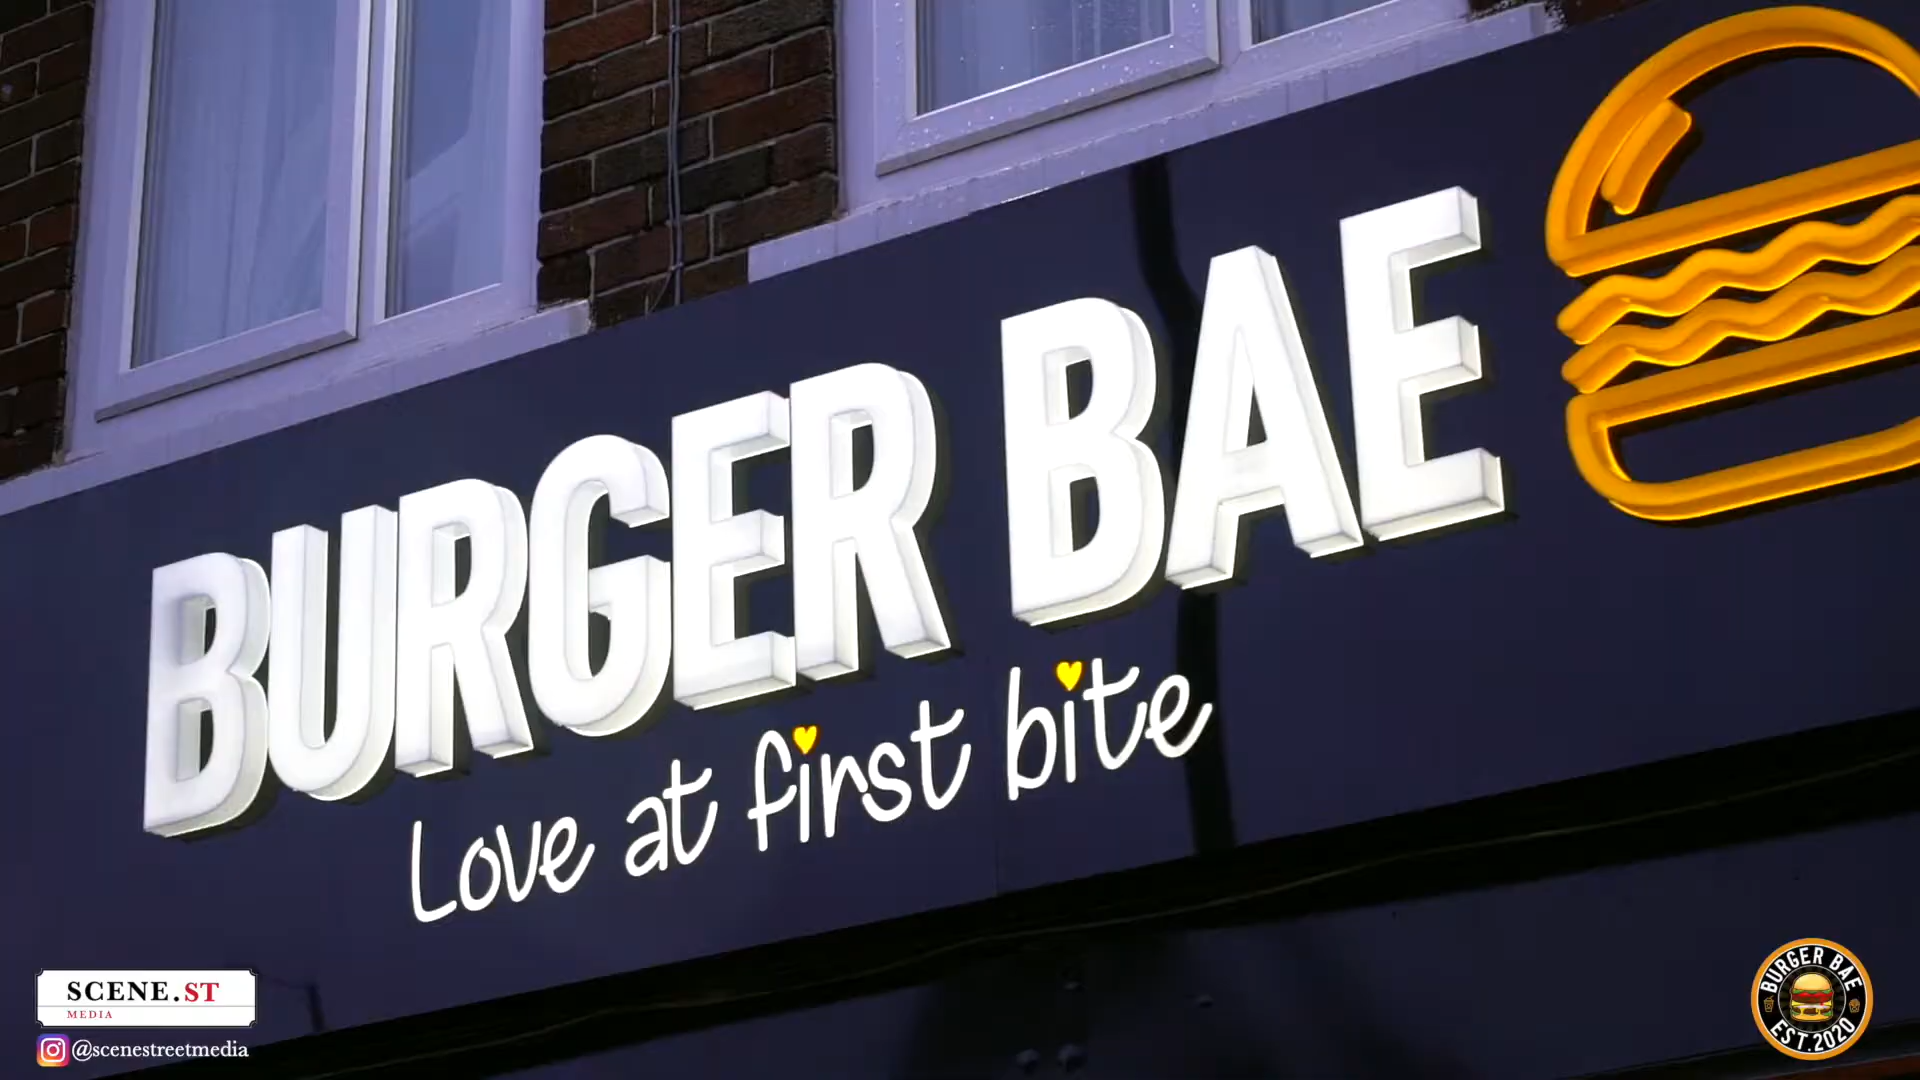 BURGER BAE
Love at first bite
SCENE.ST
MEDIA
@scenestreetmedia
BURGER BAE
EST.2020